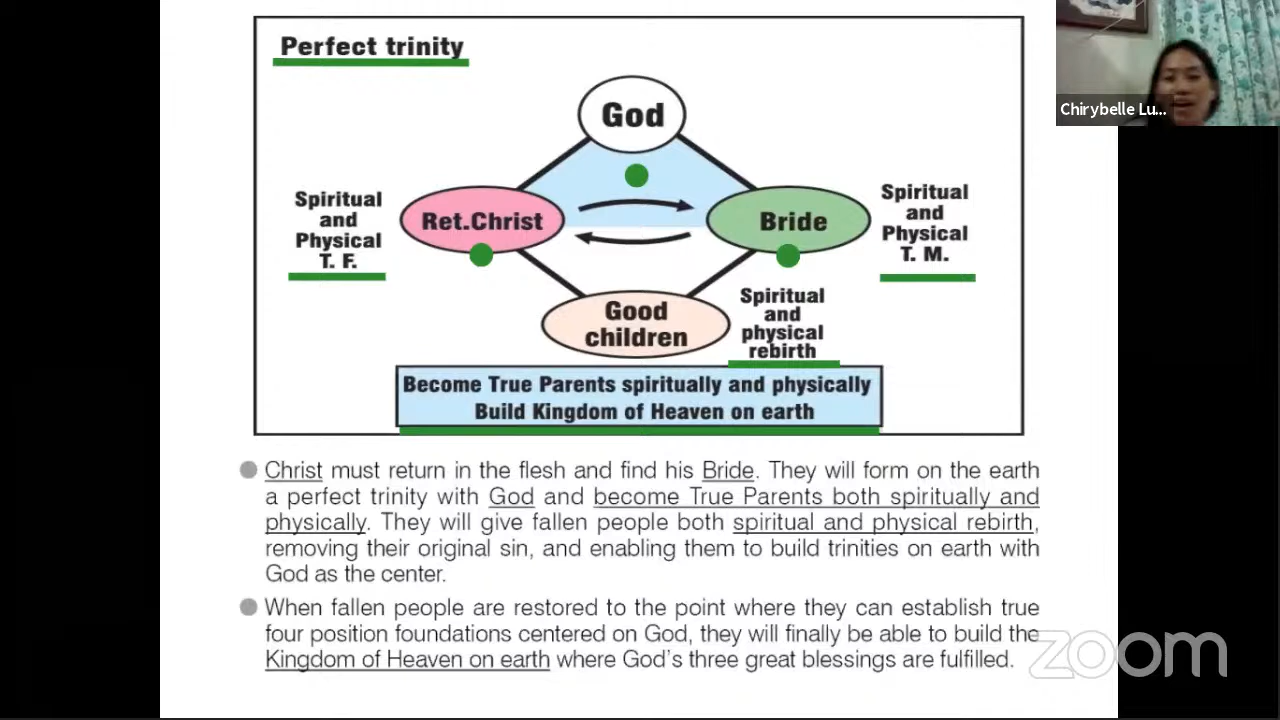 Perfect trinity
God
Spiritual
and
Physical
T. F.
Ret.Christ
Bride
Spiritual
and
Physical
T. M.
Good
children
Spiritual
and
physical
rebirth
Become True Parents spiritually and physically
Build Kingdom of Heaven on earth
Christ must return in the flesh and find his Bride. They will form on the earth
a perfect trinity with God and become True Parents both spiritually and
physically. They will give fallen people both spiritual and physical rebirth,
removing their original sin, and enabling them to build trinities on earth with
God as the center.
When fallen people are restored to the point where they can establish true
four position foundations centered on God, they will finally be able to build the
Kingdom of Heaven on earth where God's three great blessings are fulfilled.
Chirybelle Lu...
zoom